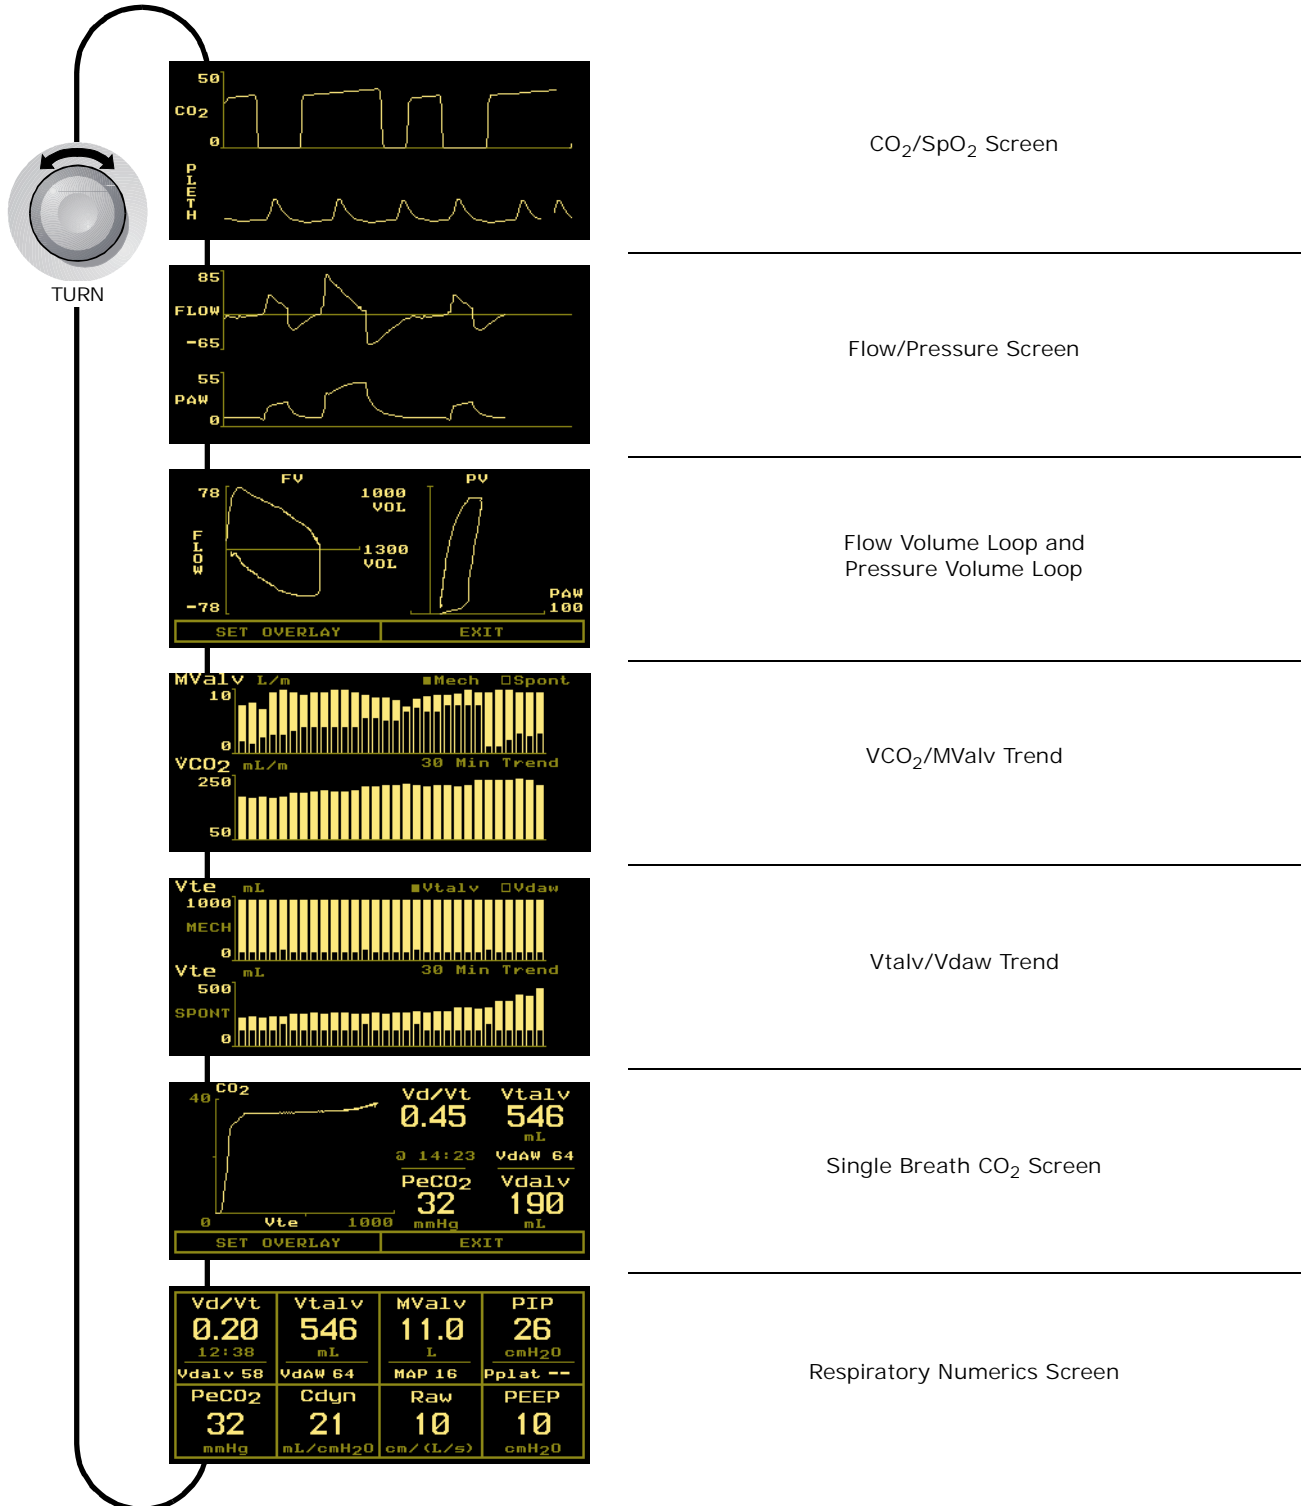 TURN
50
CO2
0
PLETH
CO2/SpO2 Screen
85
FLOW
-65
55
PAW
0
Flow/Pressure Screen
FV
78
FLOW
-78
1300
VOL
PV
1000
VOL
PAW
100
SET OVERLAY EXIT
Flow Volume Loop and
Pressure Volume Loop
MValv L/m ■Mech □Spont
10
0
VCO2 mL/m 30 Min Trend
250
50
VCO2/MValv Trend
Vte mL ■Vtalv □Vdaw
1000
MECH
0
Vte mL 30 Min Trend
500
SPONT
0
Vtalv/Vdaw Trend
CO2
40
0 Vte 1000
Vd/Vt Vtalv
0.45 546
mL
@ 14:23 VdAW 64
PeCO2 Vdalv
32 190
mmHg mL
SET OVERLAY EXIT
Single Breath CO2 Screen
Vd/Vt Vtalv MValv PIP
0.20 546 11.0 26
12:38 mL L cmH2O
Vdalv 58 VdAW 64 MAP 16 Pplat --
PeCO2 Cdyn Raw PEEP
32 21 10 10
mmHg mL/cmH2O cm/(L/s) cmH2O
Respiratory Numerics Screen